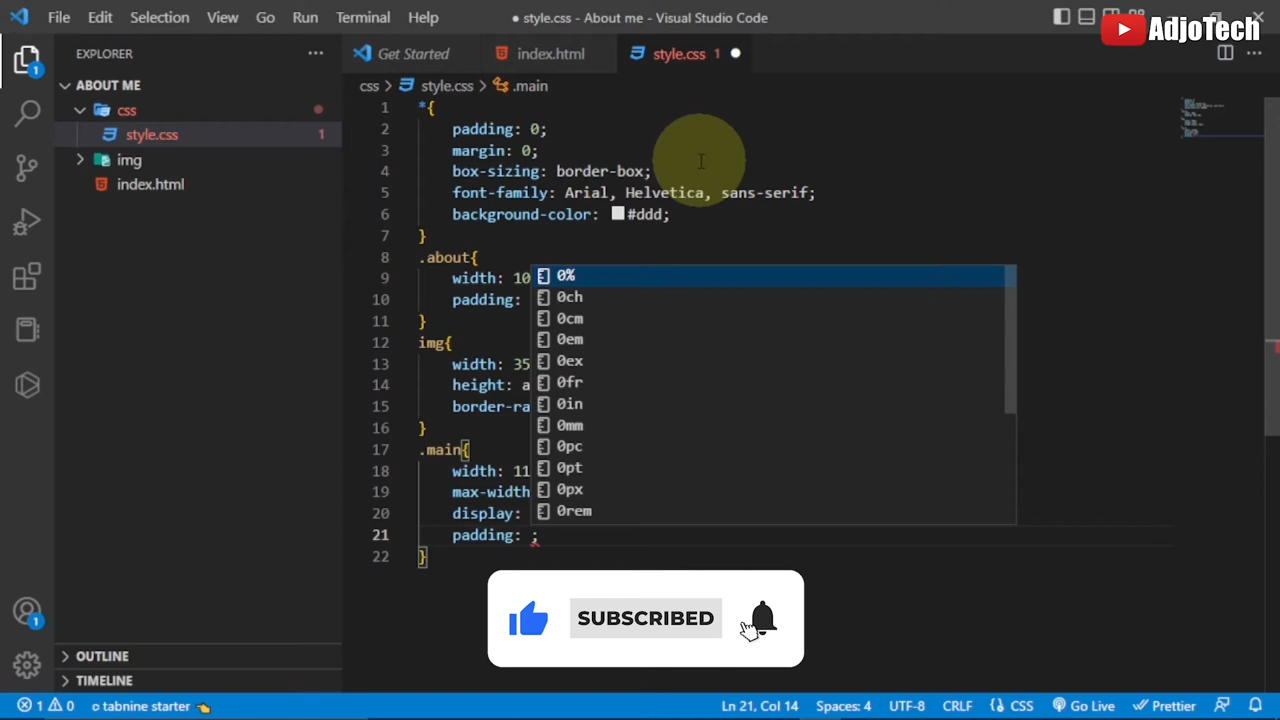 File Edit Selection View Go Run Terminal Help
● style.css - About me - Visual Studio Code
AdjoTech
EXPLORER
Get Started
index.html
style.css 1
ABOUT ME
css
style.css 1
img
index.html
css > style.css > .main
1 *{
2 padding: 0;
3 margin: 0;
4 box-sizing: border-box;
5 font-family: Arial, Helvetica, sans-serif;
6 background-color: #ddd;
7 }
8 .about{
9 width: 10
10 padding:
11 }
12 img{
13 width: 35
14 height: a
15 border-ra
16 }
17 .main{
18 width: 11
19 max-width
20 display:
21 padding: ;
22 }
0%
0ch
0cm
0em
0ex
0fr
0in
0mm
0pc
0pt
0px
0rem
SUBSCRIBED
1
1
OUTLINE
TIMELINE
1 0 tabnine starter
Ln 21, Col 14 Spaces: 4 UTF-8 CRLF CSS Go Live Prettier